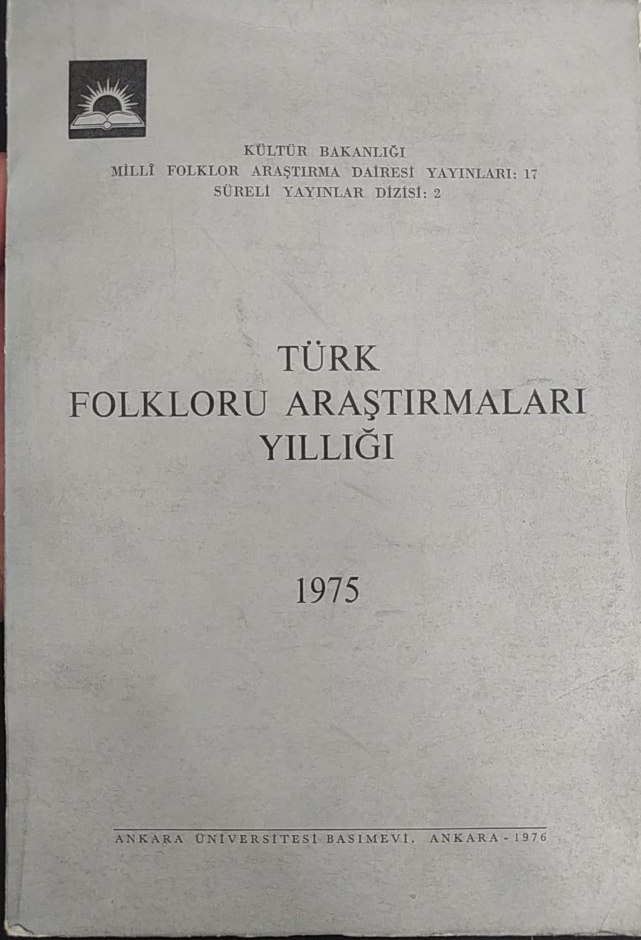 KÜLTÜR BAKANLIĞI
MİLLÎ FOLKLOR ARAŞTIRMA DAİRESİ YAYINLARI: 17
SÜRELİ YAYINLAR DİZİSİ: 2
TÜRK
FOLKLORU ARAŞTIRMALARI
YILLIĞI
1975
ANKARA ÜNİVERSİTESİ BASIMEVİ. ANKARA - 1976